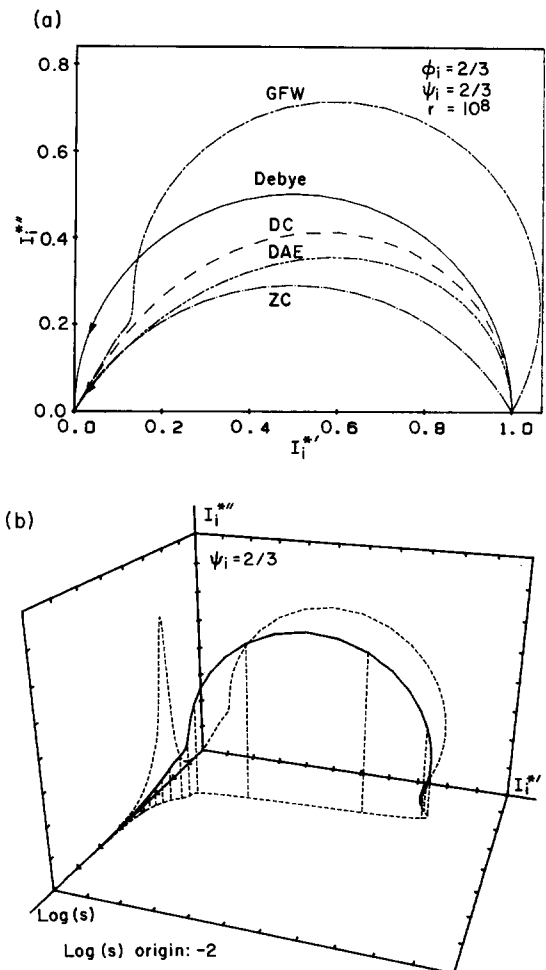 (a)
0.8
ϕi = 2/3
ψi = 2/3
r = 10⁸
GFW
0.6
Debye
Ii*″
0.4
DC
DAE
0.2
ZC
0.0
0.0 0.2 0.4 0.6 0.8 1.0
Ii*′
(b)
Ii*″
ψi = 2/3
Ii*′
Log (s)
Log (s) origin: -2